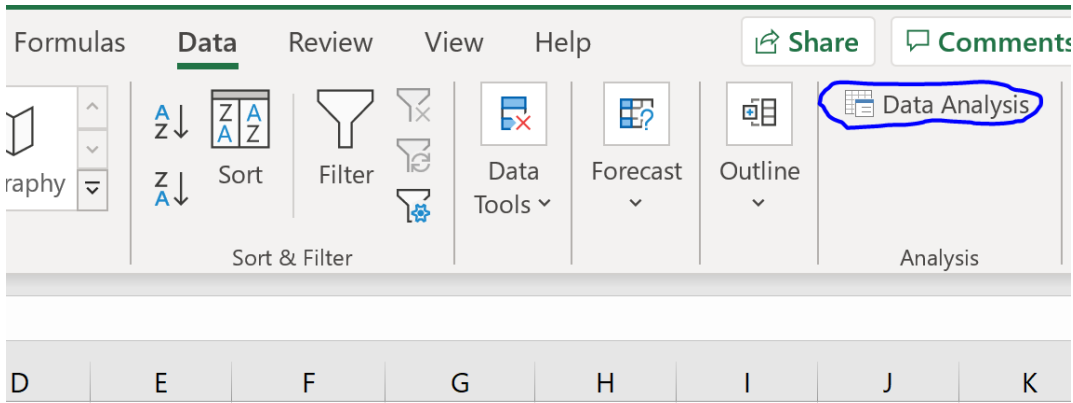 Formulas Data Review View Help Share Comments
Data Analysis
raphy Sort Filter Data Tools Forecast Outline
Sort & Filter Analysis
D E F G H I J K